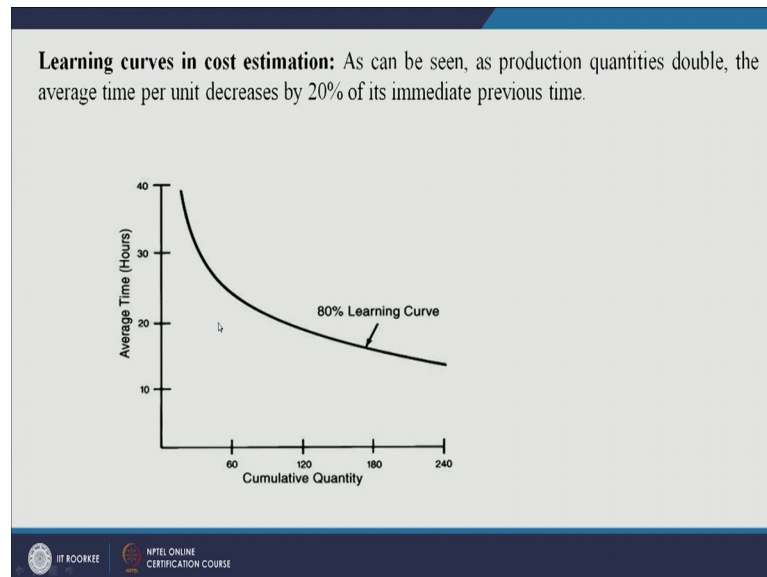 Learning curves in cost estimation: As can be seen, as production quantities double, the
average time per unit decreases by 20% of its immediate previous time.
40
30
20
10
Average Time (Hours)
80% Learning Curve
60 120 180 240
Cumulative Quantity
IIT ROORKEE
NPTEL ONLINE
CERTIFICATION COURSE